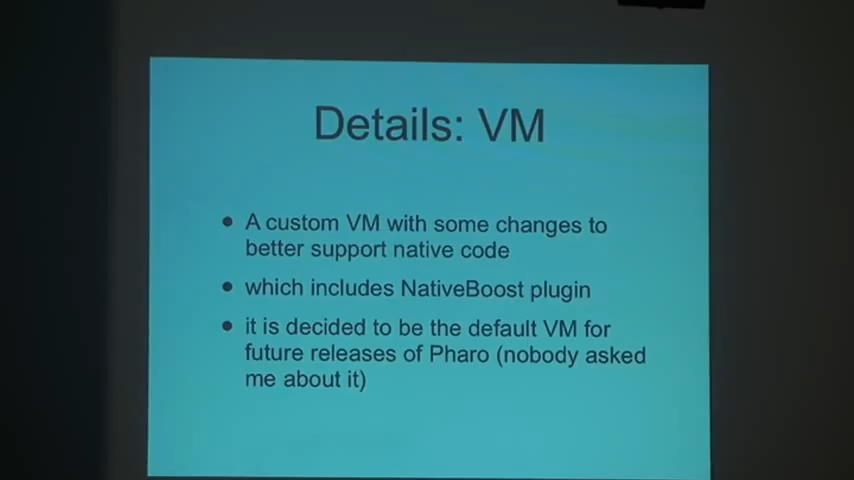 Details: VM
● A custom VM with some changes to
better support native code
● which includes NativeBoost plugin
● it is decided to be the default VM for
future releases of Pharo (nobody asked
me about it)